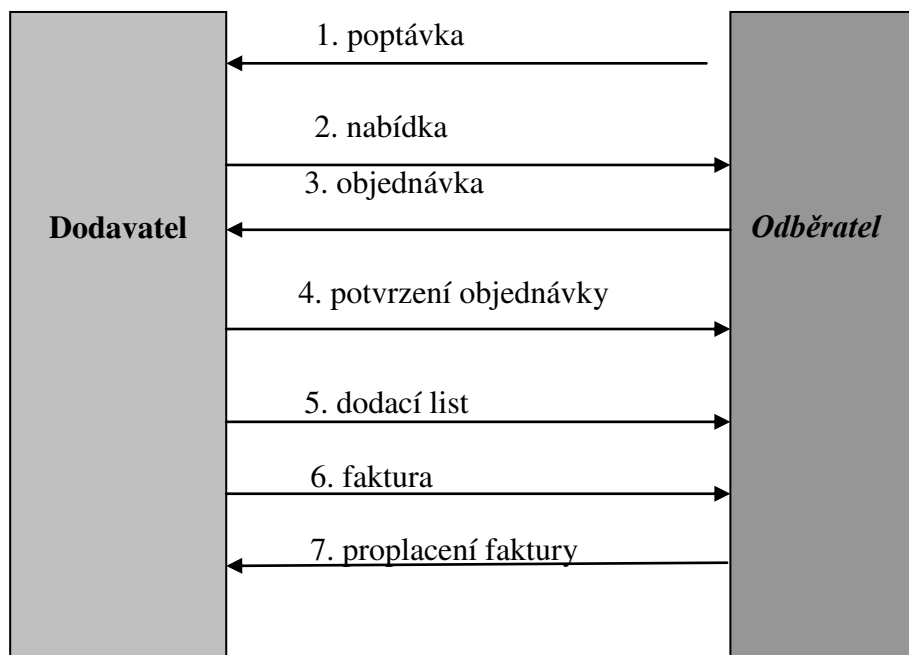 1. poptávka
2. nabídka
3. objednávka
Dodavatel
Odběratel
4. potvrzení objednávky
5. dodací list
6. faktura
7. proplacení faktury